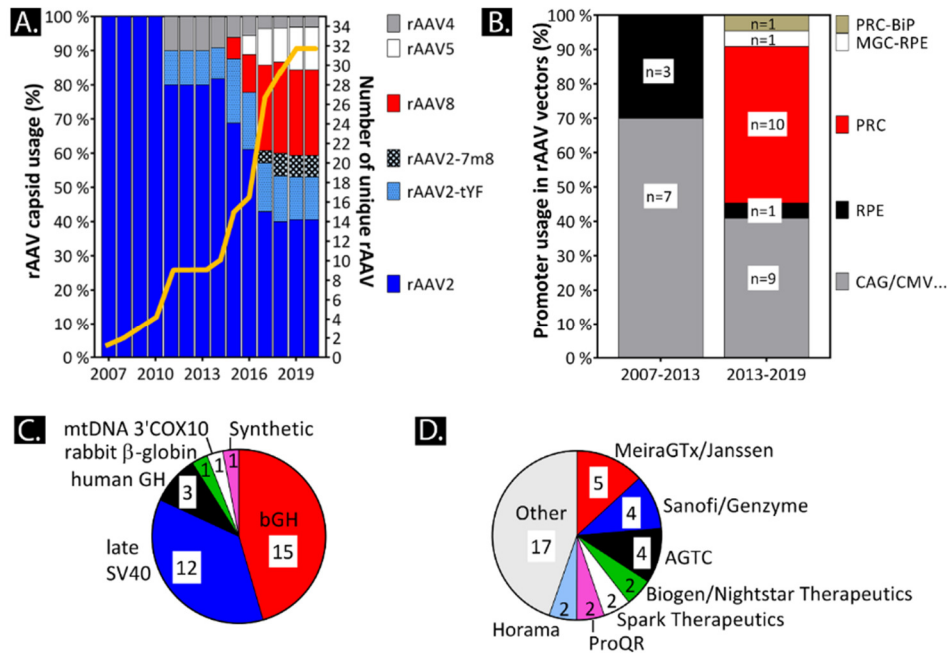 A.
rAAV capsid usage (%)
100 %
90 %
80 %
70 %
60 %
50 %
40 %
30 %
20 %
10 %
0 %
2007
2010
2013
2016
2019
34
32
30
28
26
24
22
20
18
16
14
12
10
8
6
4
2
0
Number of unique rAAV
rAAV4
rAAV5
rAAV8
rAAV2-7m8
rAAV2-tYF
rAAV2
B.
Promoter usage in rAAV vectors (%)
100 %
90 %
80 %
70 %
60 %
50 %
40 %
30 %
20 %
10 %
0 %
n=3
n=7
n=1
n=1
n=10
n=1
n=9
2007-2013
2013-2019
PRC-BiP
MGC-RPE
PRC
RPE
CAG/CMV...
C.
mtDNA 3'COX10
rabbit β-globin
human GH
Synthetic
late
SV40
bGH
15
12
3
1
1
1
D.
MeiraGTx/Janssen
Sanofi/Genzyme
AGTC
Biogen/Nightstar Therapeutics
Spark Therapeutics
ProQR
Horama
Other
17
5
4
4
2
2
2
2